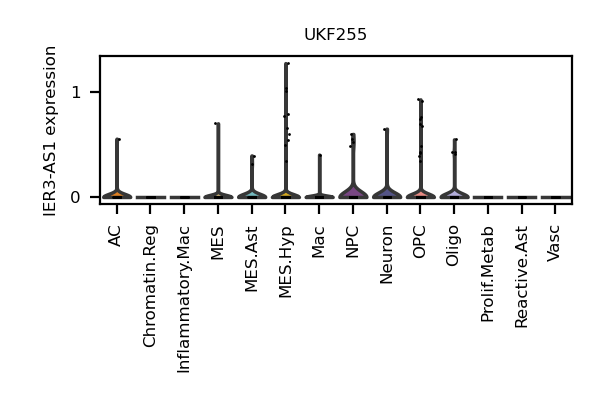 UKF255
IER3-AS1 expression
1
0
AC
Chromatin.Reg
Inflammatory.Mac
MES
MES.Ast
MES.Hyp
Mac
NPC
Neuron
OPC
Oligo
Prolif.Metab
Reactive.Ast
Vasc